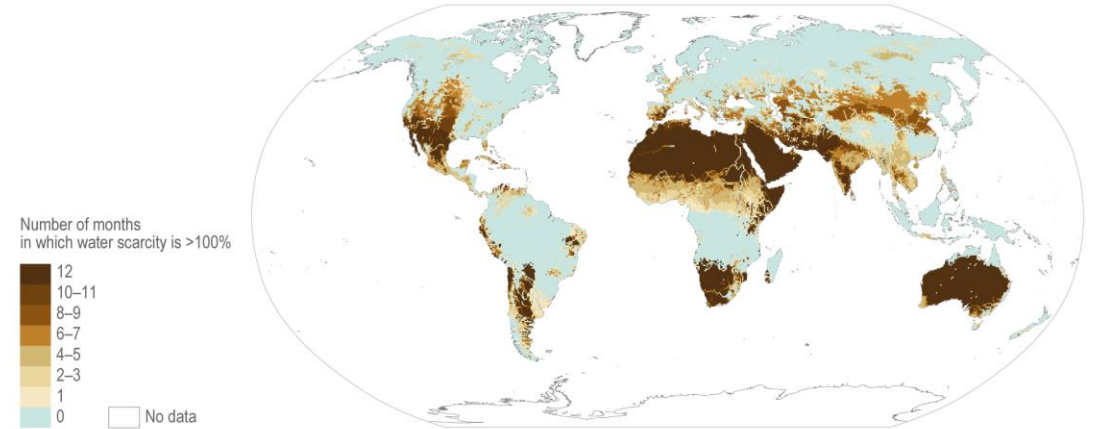 Number of months
in which water scarcity is >100%
12
10–11
8–9
6–7
4–5
2–3
1
0
No data